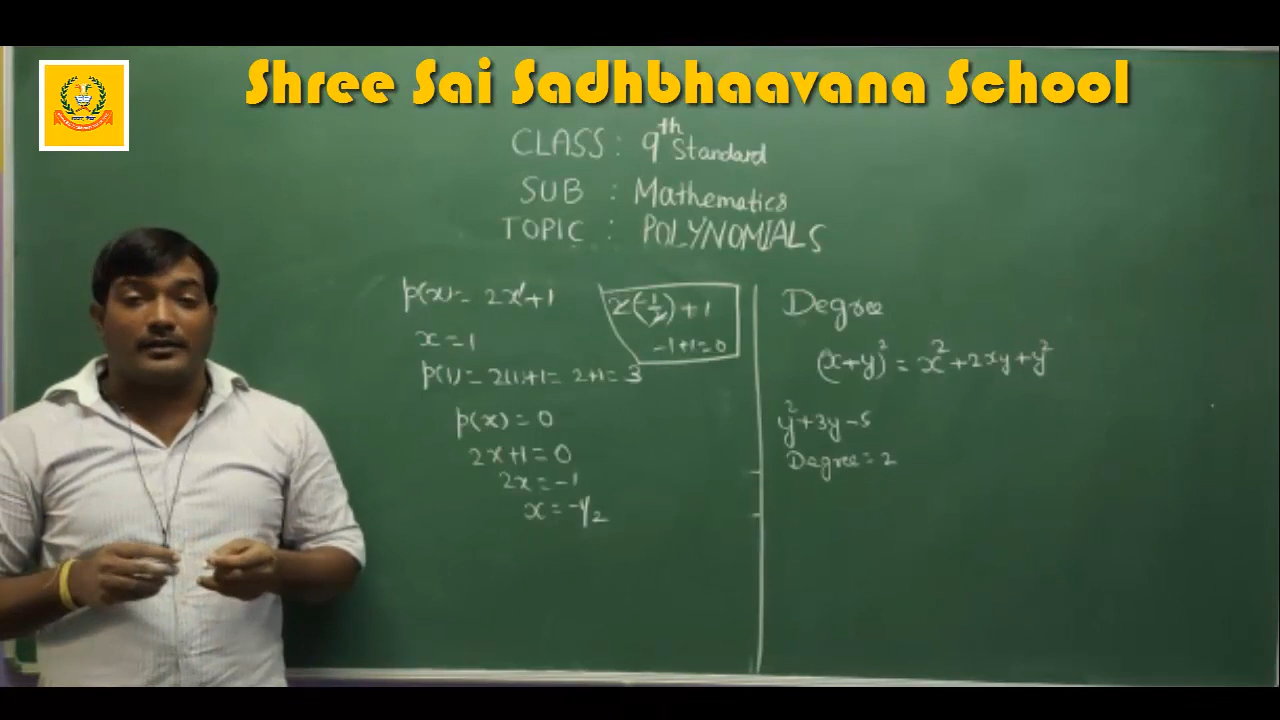 Shree Sai Sadhbhaavana School
CLASS : 9th Standard
SUB : Mathematics
TOPIC : POLYNOMIALS
p(x) = 2x¹+1
x = 1
p(1) = 2(1)+1 = 2+1 = 3
p(x) = 0
2x+1 = 0
2x = -1
x = -1/2
2(-1/2) + 1
-1+1=0
Degree
(x+y)² = x²+2xy+y²
y²+3y-5
Degree = 2